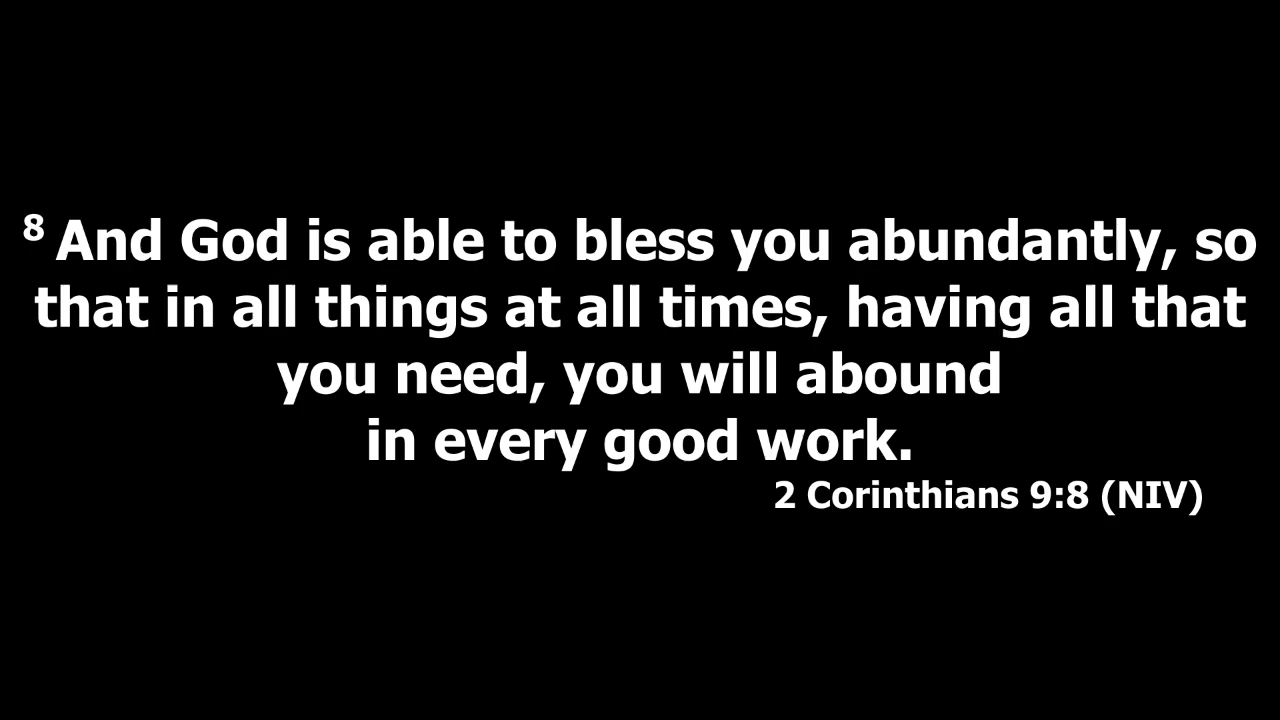 ⁸ And God is able to bless you abundantly, so
that in all things at all times, having all that
you need, you will abound
in every good work.
2 Corinthians 9:8 (NIV)